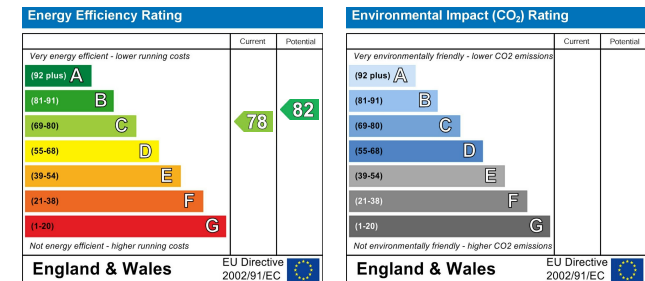 Energy Efficiency Rating
Current Potential
Very energy efficient - lower running costs
(92 plus) A
(81-91) B
(69-80) C
(55-68) D
(39-54) E
(21-38) F
(1-20) G
78
82
Not energy efficient - higher running costs
England & Wales
EU Directive
2002/91/EC
Environmental Impact (CO₂) Rating
Current Potential
Very environmentally friendly - lower CO2 emissions
(92 plus) A
(81-91) B
(69-80) C
(55-68) D
(39-54) E
(21-38) F
(1-20) G
Not environmentally friendly - higher CO2 emissions
England & Wales
EU Directive
2002/91/EC